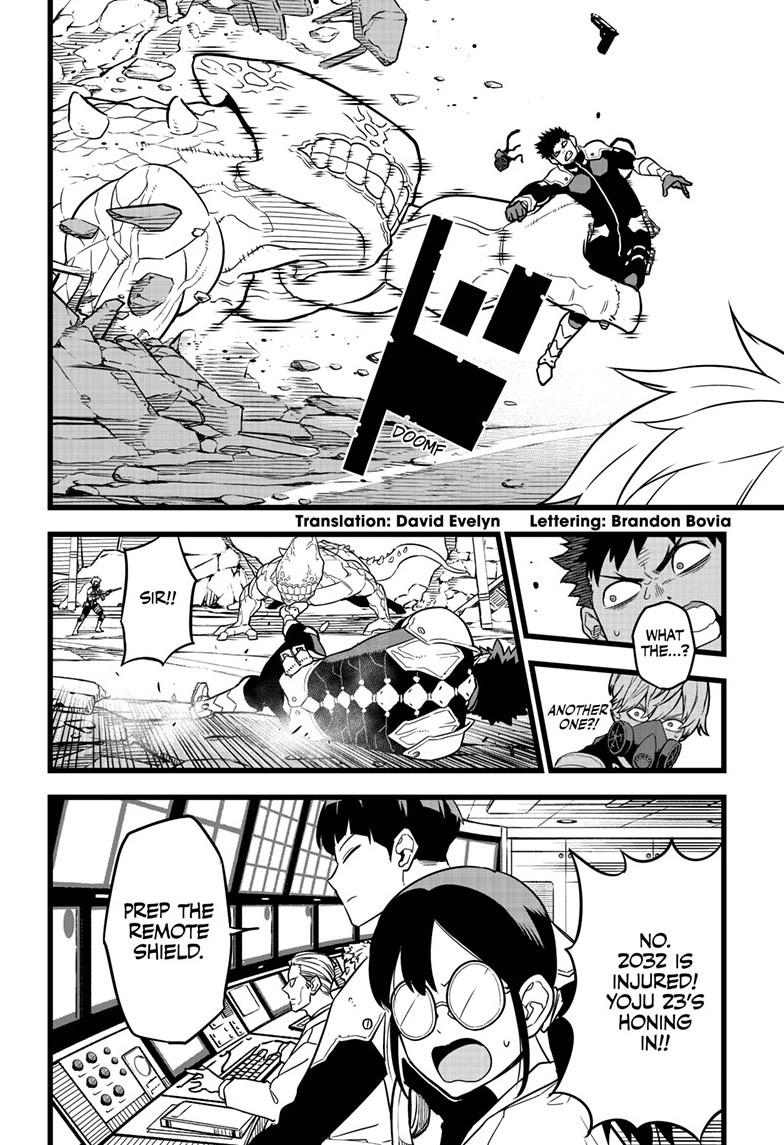 DOOMF
Translation: David Evelyn Lettering: Brandon Bovia
WHAT
THE...?
ANOTHER
ONE?!
SIR!!
NO.
2032 IS
INJURED!
YOJU 23'S
HONING
IN!!
PREP THE
REMOTE
SHIELD.